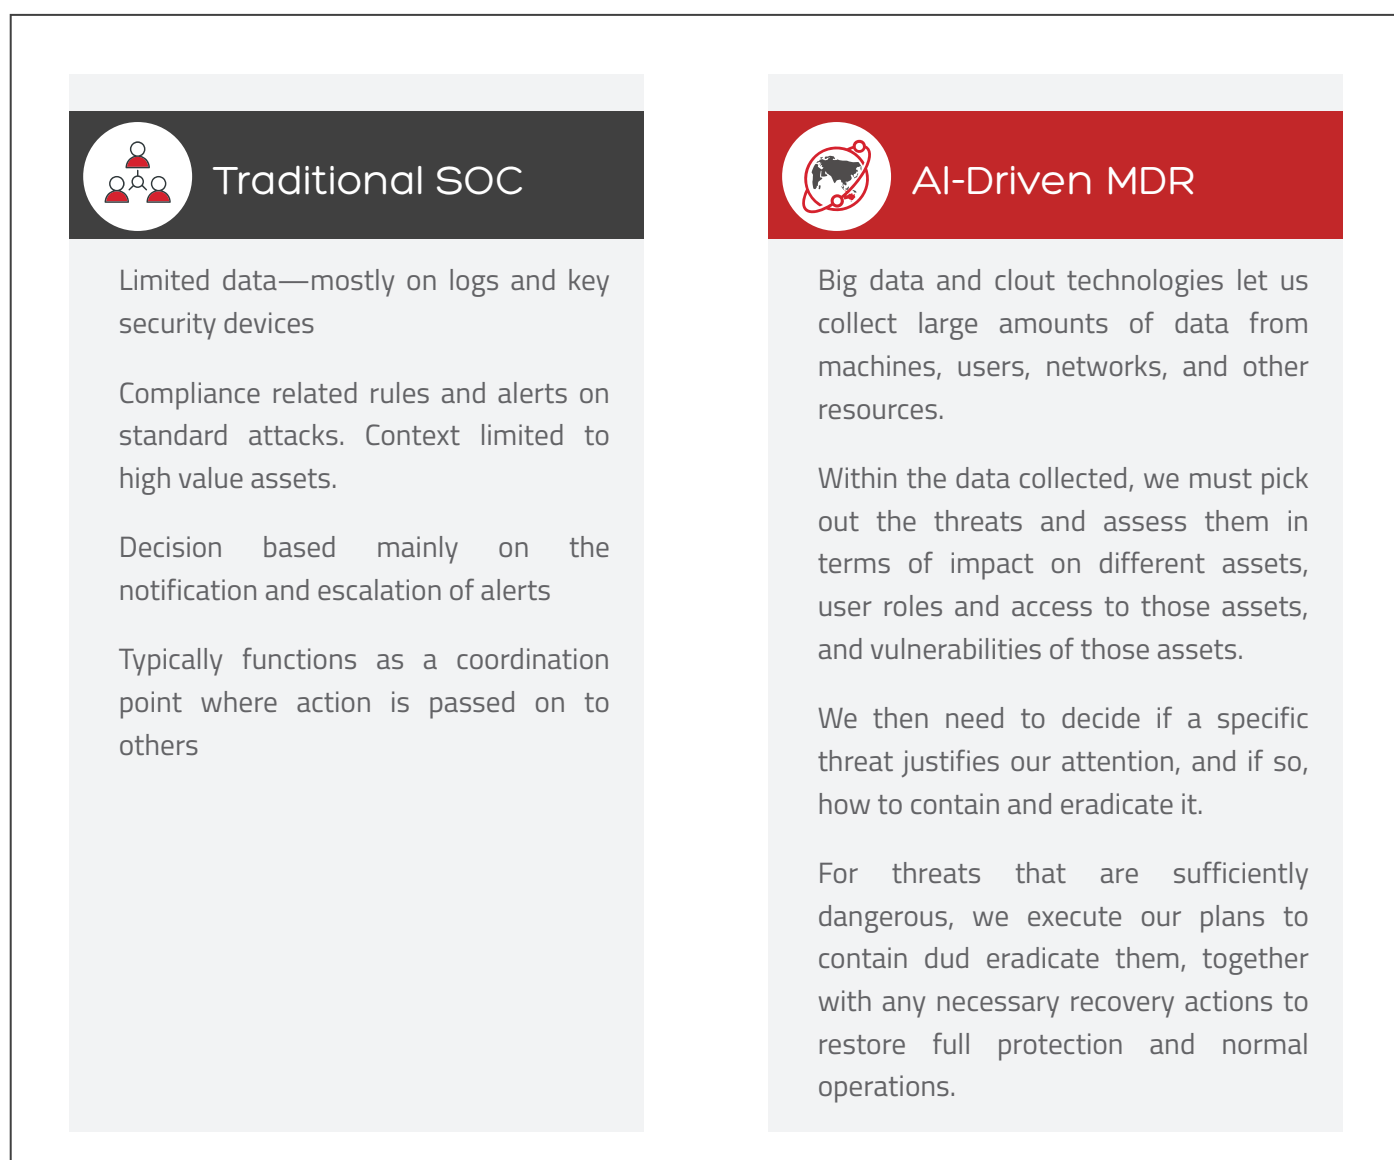 Traditional SOC
Limited data—mostly on logs and key
security devices
Compliance related rules and alerts on
standard attacks. Context limited to
high value assets.
Decision based mainly on the
notification and escalation of alerts
Typically functions as a coordination
point where action is passed on to
others
AI-Driven MDR
Big data and clout technologies let us
collect large amounts of data from
machines, users, networks, and other
resources.
Within the data collected, we must pick
out the threats and assess them in
terms of impact on different assets,
user roles and access to those assets,
and vulnerabilities of those assets.
We then need to decide if a specific
threat justifies our attention, and if so,
how to contain and eradicate it.
For threats that are sufficiently
dangerous, we execute our plans to
contain dud eradicate them, together
with any necessary recovery actions to
restore full protection and normal
operations.